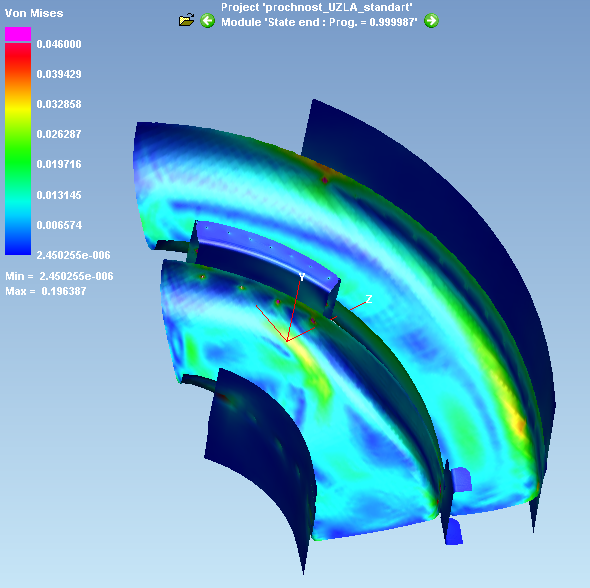 Project 'prochnost_UZLA_standart'
Von Mises
Module 'State end : Prog. = 0.999987'
0.046000
0.039429
0.032858
0.026287
0.019716
0.013145
0.006574
2.450255e-006
Min = 2.450255e-006
Max = 0.196387
Y
Z